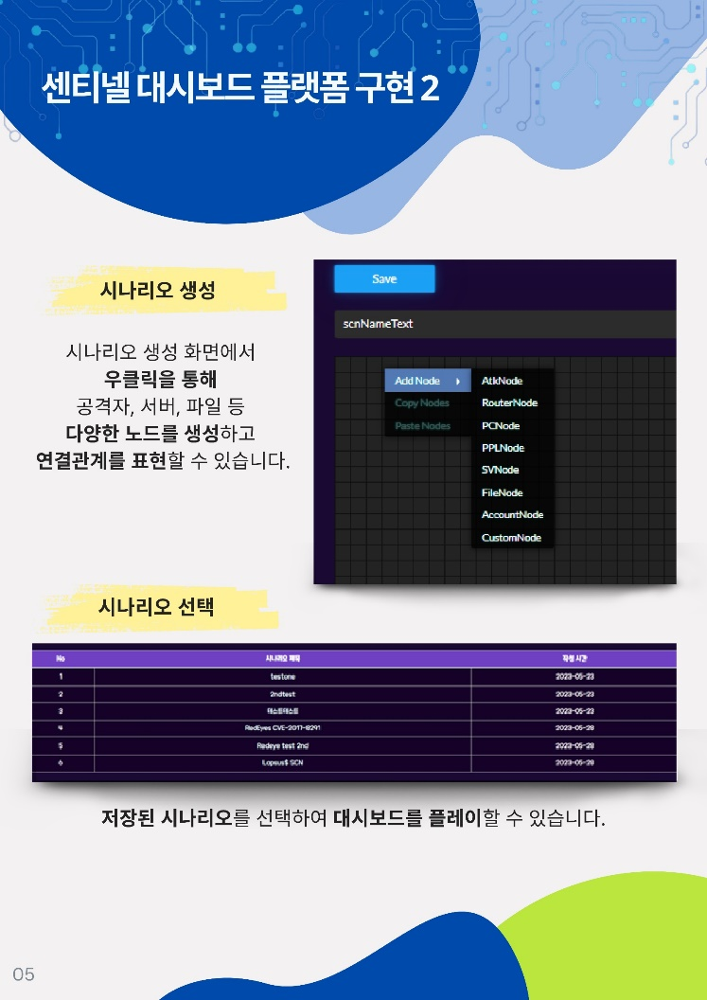 센티넬 대시보드 플랫폼 구현 2
시나리오 생성
시나리오 생성 화면에서
우클릭을 통해
공격자, 서버, 파일 등
다양한 노드를 생성하고
연결관계를 표현할 수 있습니다.
Save
scnNameText
Add Node
Copy Nodes
Paste Nodes
AtkNode
RouterNode
PCNode
PPLNode
SVNode
FileNode
AccountNode
CustomNode
시나리오 선택
No 시나리오 제목 작성 시간
1 testone 2023-05-23
2 2ndtest 2023-05-23
3 테스트테스트 2023-05-23
4 RedEyes CVE-2017-8291 2023-05-28
5 Redeye test 2nd 2023-05-28
6 Lapsus$ SCN 2023-05-28
저장된 시나리오를 선택하여 대시보드를 플레이할 수 있습니다.
05